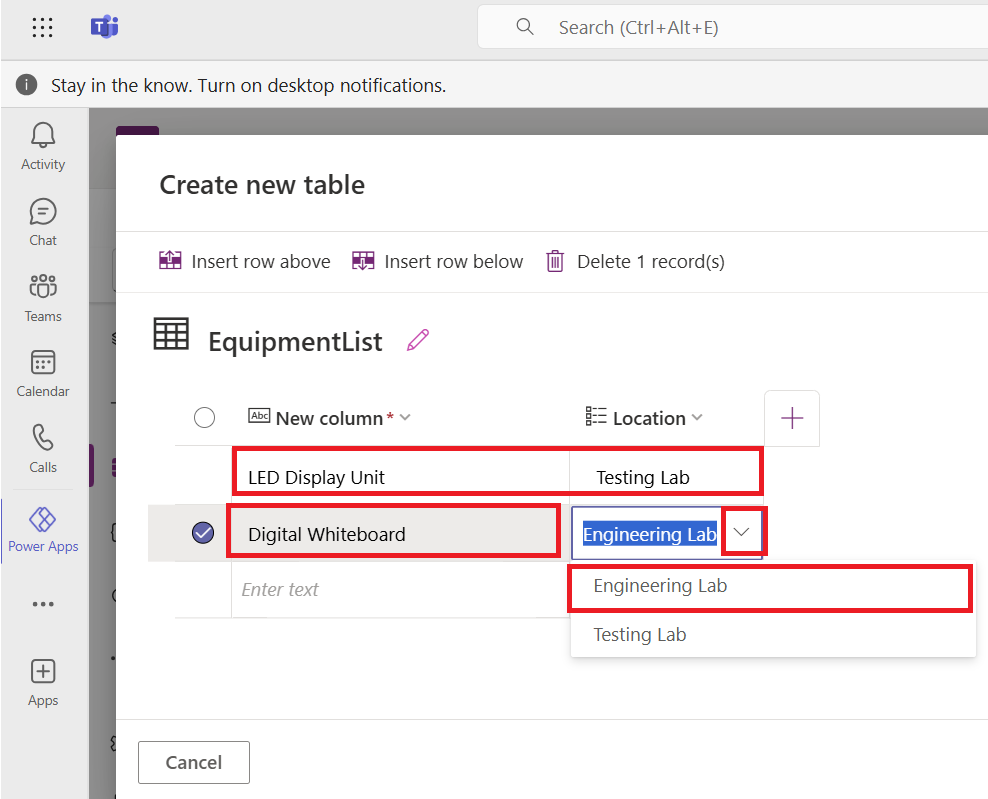 Search (Ctrl+Alt+E)
Stay in the know. Turn on desktop notifications.
Activity
Chat
Teams
Calendar
Calls
Power Apps
Apps
Create new table
Insert row above Insert row below Delete 1 record(s)
EquipmentList
Abc New column* Location
LED Display Unit Testing Lab
Digital Whiteboard Engineering Lab
Enter text
Engineering Lab
Testing Lab
Cancel